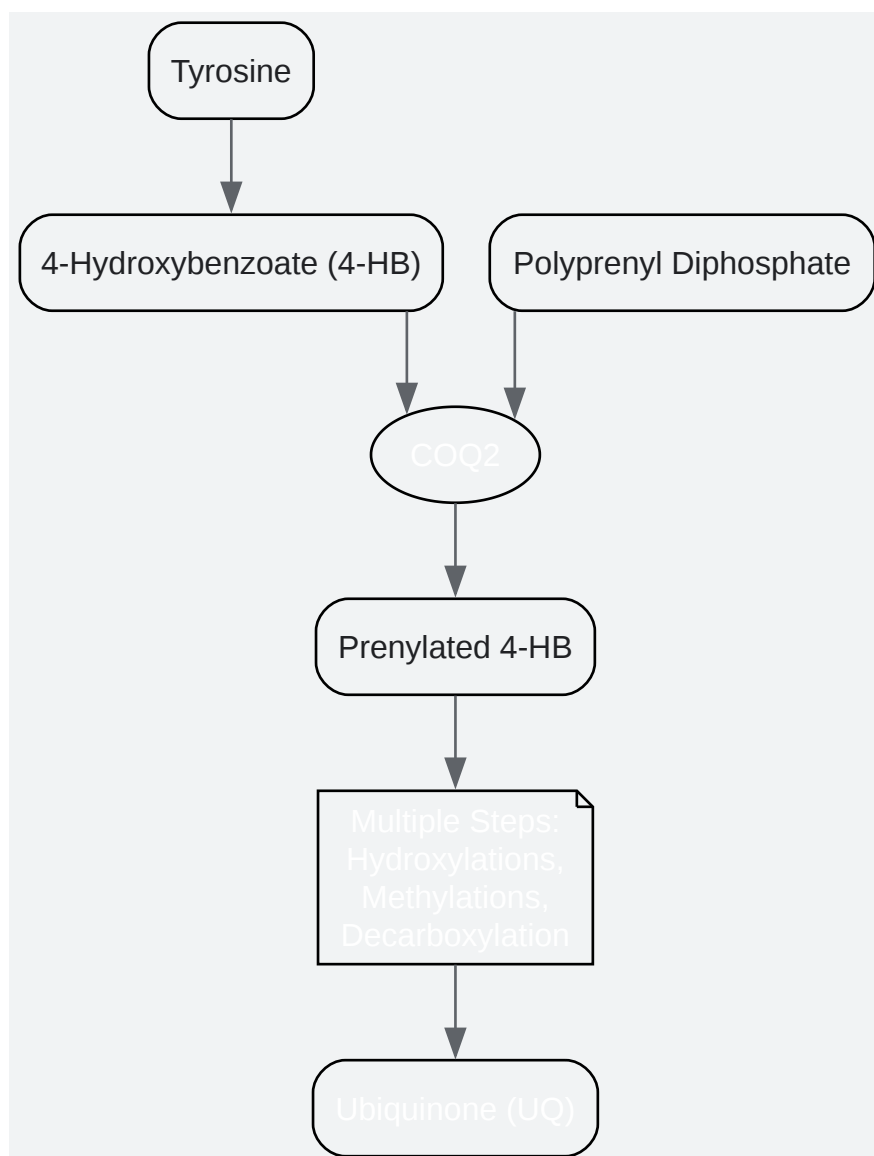 Tyrosine
4-Hydroxybenzoate (4-HB)
Polyprenyl Diphosphate
COQ2
Prenylated 4-HB
Multiple Steps:
Hydroxylations,
Methylations,
Decarboxylation
Ubiquinone (UQ)